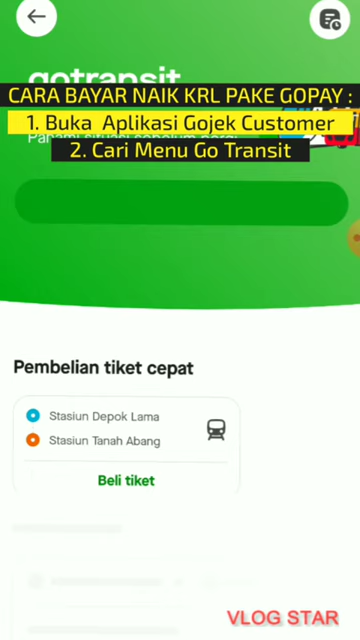 gotransit
CARA BAYAR NAIK KRL PAKE GOPAY :
1. Buka Aplikasi Gojek Customer
2. Cari Menu Go Transit
Pembelian tiket cepat
Stasiun Depok Lama
Stasiun Tanah Abang
Beli tiket
VLOG STAR